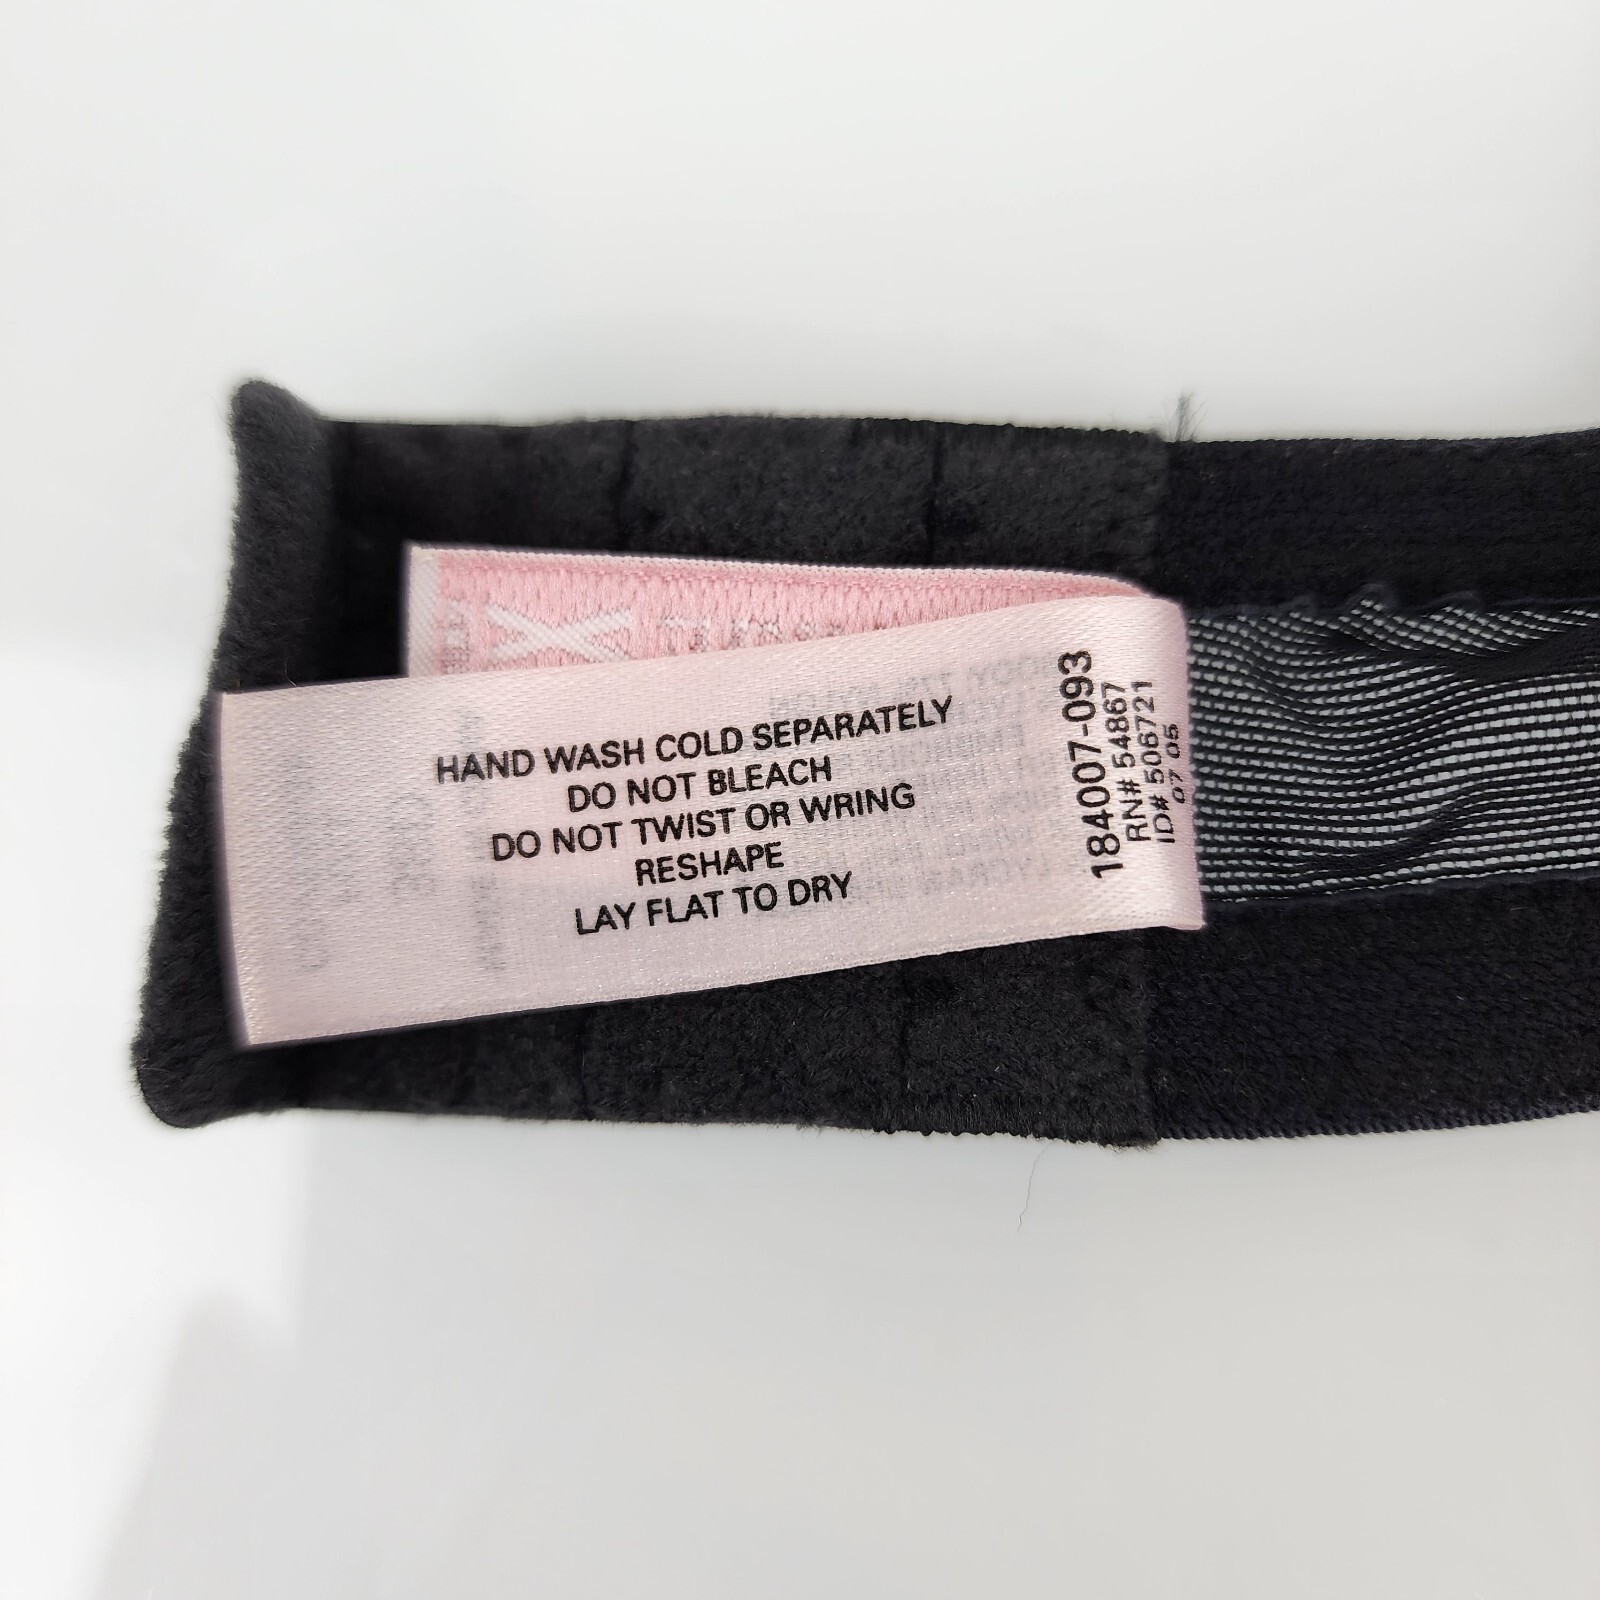 HAND WASH COLD SEPARATELY
DO NOT BLEACH
DO NOT TWIST OR WRING
RESHAPE
LAY FLAT TO DRY
184007-093
RN# 54867
ID# 506721
07 05